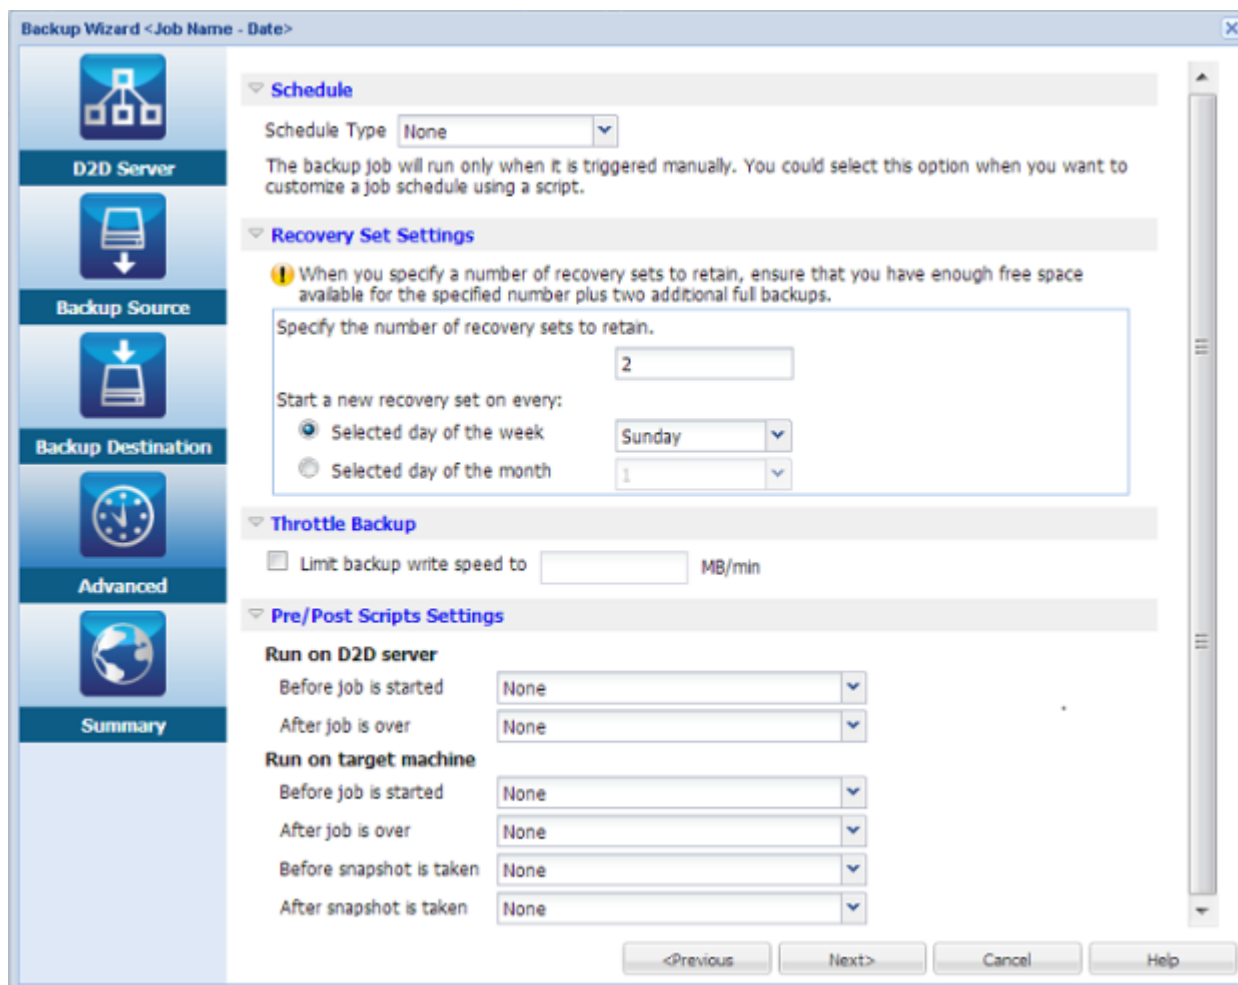 Backup Wizard <Job Name - Date>
D2D Server
Backup Source
Backup Destination
Advanced
Summary
Schedule
Schedule Type None
The backup job will run only when it is triggered manually. You could select this option when you want to
customize a job schedule using a script.
Recovery Set Settings
When you specify a number of recovery sets to retain, ensure that you have enough free space
available for the specified number plus two additional full backups.
Specify the number of recovery sets to retain.
2
Start a new recovery set on every:
Selected day of the week Sunday
Selected day of the month 1
Throttle Backup
Limit backup write speed to MB/min
Pre/Post Scripts Settings
Run on D2D server
Before job is started None
After job is over None
Run on target machine
Before job is started None
After job is over None
Before snapshot is taken None
After snapshot is taken None
<Previous Next> Cancel Help